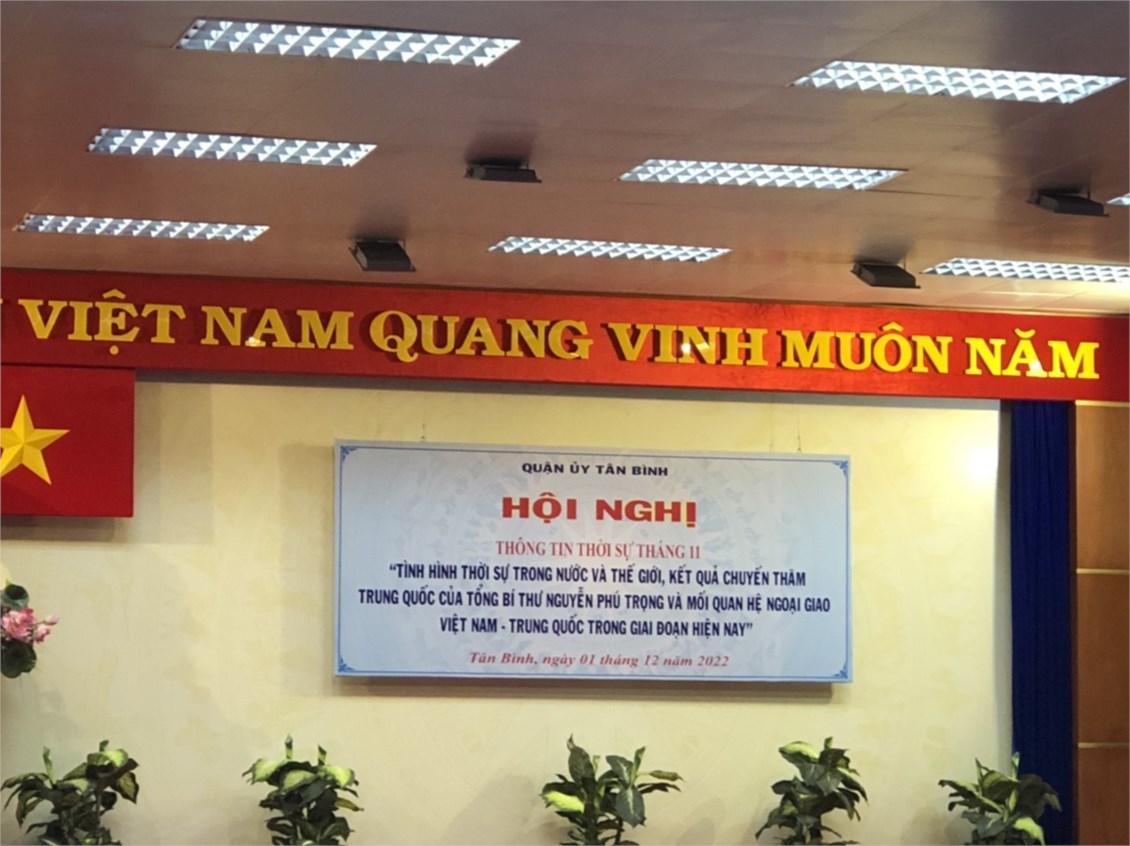 VIỆT NAM QUANG VINH MUÔN NĂM
QUẬN ỦY TÂN BÌNH
HỘI NGHỊ
THÔNG TIN THỜI SỰ THÁNG 11
“TÌNH HÌNH THỜI SỰ TRONG NƯỚC VÀ THẾ GIỚI, KẾT QUẢ CHUYẾN THĂM
TRUNG QUỐC CỦA TỔNG BÍ THƯ NGUYỄN PHÚ TRỌNG VÀ MỐI QUAN HỆ NGOẠI GIAO
VIỆT NAM - TRUNG QUỐC TRONG GIAI ĐOẠN HIỆN NAY”
Tân Bình, ngày 01 tháng 12 năm 2022